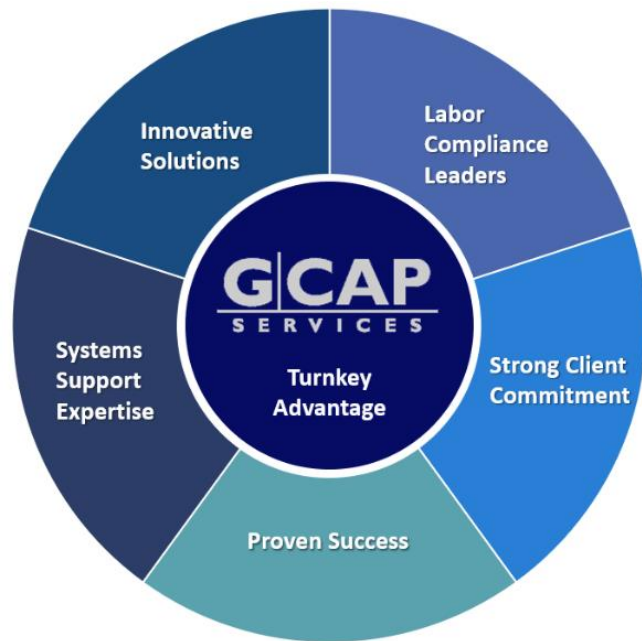 Innovative
Solutions
Labor
Compliance
Leaders
G|CAP
SERVICES
Turnkey
Advantage
Systems
Support
Expertise
Strong Client
Commitment
Proven Success